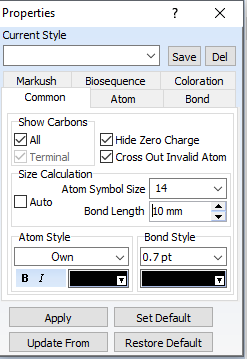 Properties ? ×
Current Style
Save Del
Markush Biosequence Coloration
Common Atom Bond
Show Carbons
All Hide Zero Charge
Terminal Cross Out Invalid Atom
Size Calculation
Atom Symbol Size 14
Auto
Bond Length 10 mm
Atom Style Bond Style
Own 0.7 pt
B I
Apply Set Default
Update From Restore Default